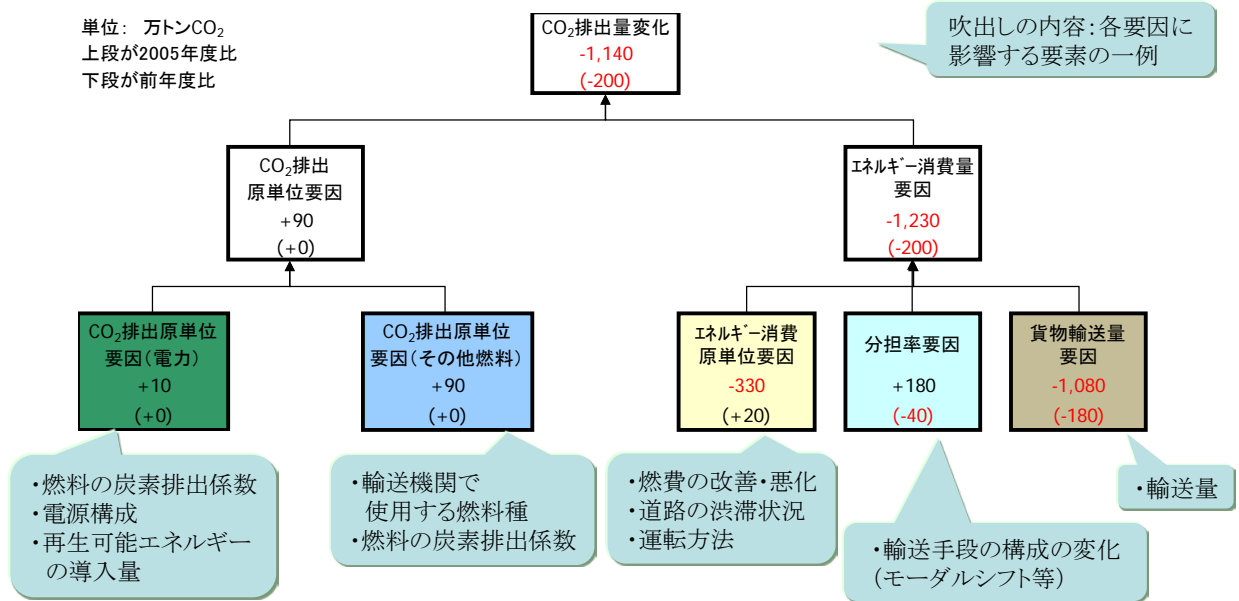 単位: 万トンCO₂
上段が2005年度比
下段が前年度比
CO₂排出量変化
-1,140
(-200)
吹出しの内容：各要因に
影響する要素の一例
CO₂排出
原単位要因
+90
(+0)
ｴﾈﾙｷﾞｰ消費量
要因
-1,230
(-200)
CO₂排出原単位
要因(電力)
+10
(+0)
CO₂排出原単位
要因(その他燃料)
+90
(+0)
ｴﾈﾙｷﾞｰ消費
原単位要因
-330
(+20)
分担率要因
+180
(-40)
貨物輸送量
要因
-1,080
(-180)
・燃料の炭素排出係数
・電源構成
・再生可能エネルギー
の導入量
・輸送機関で
使用する燃料種
・燃料の炭素排出係数
・燃費の改善・悪化
・道路の渋滞状況
・運転方法
・輸送手段の構成の変化
(モーダルシフト等)
・輸送量